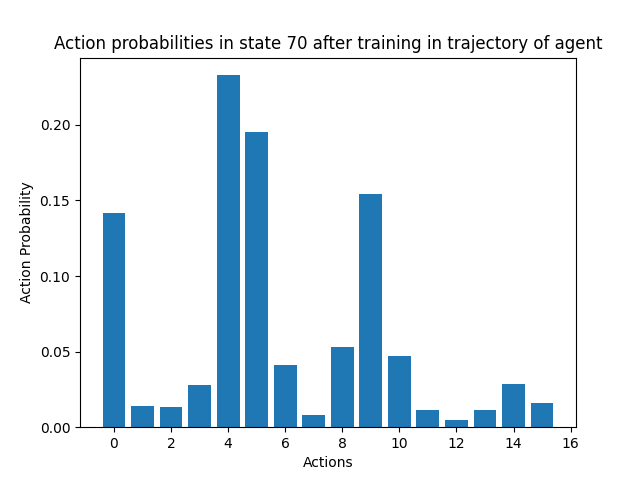 Action probabilities in state 70 after training in trajectory of agent
Action Probability
0.20
0.15
0.10
0.05
0.00
0 2 4 6 8 10 12 14 16
Actions